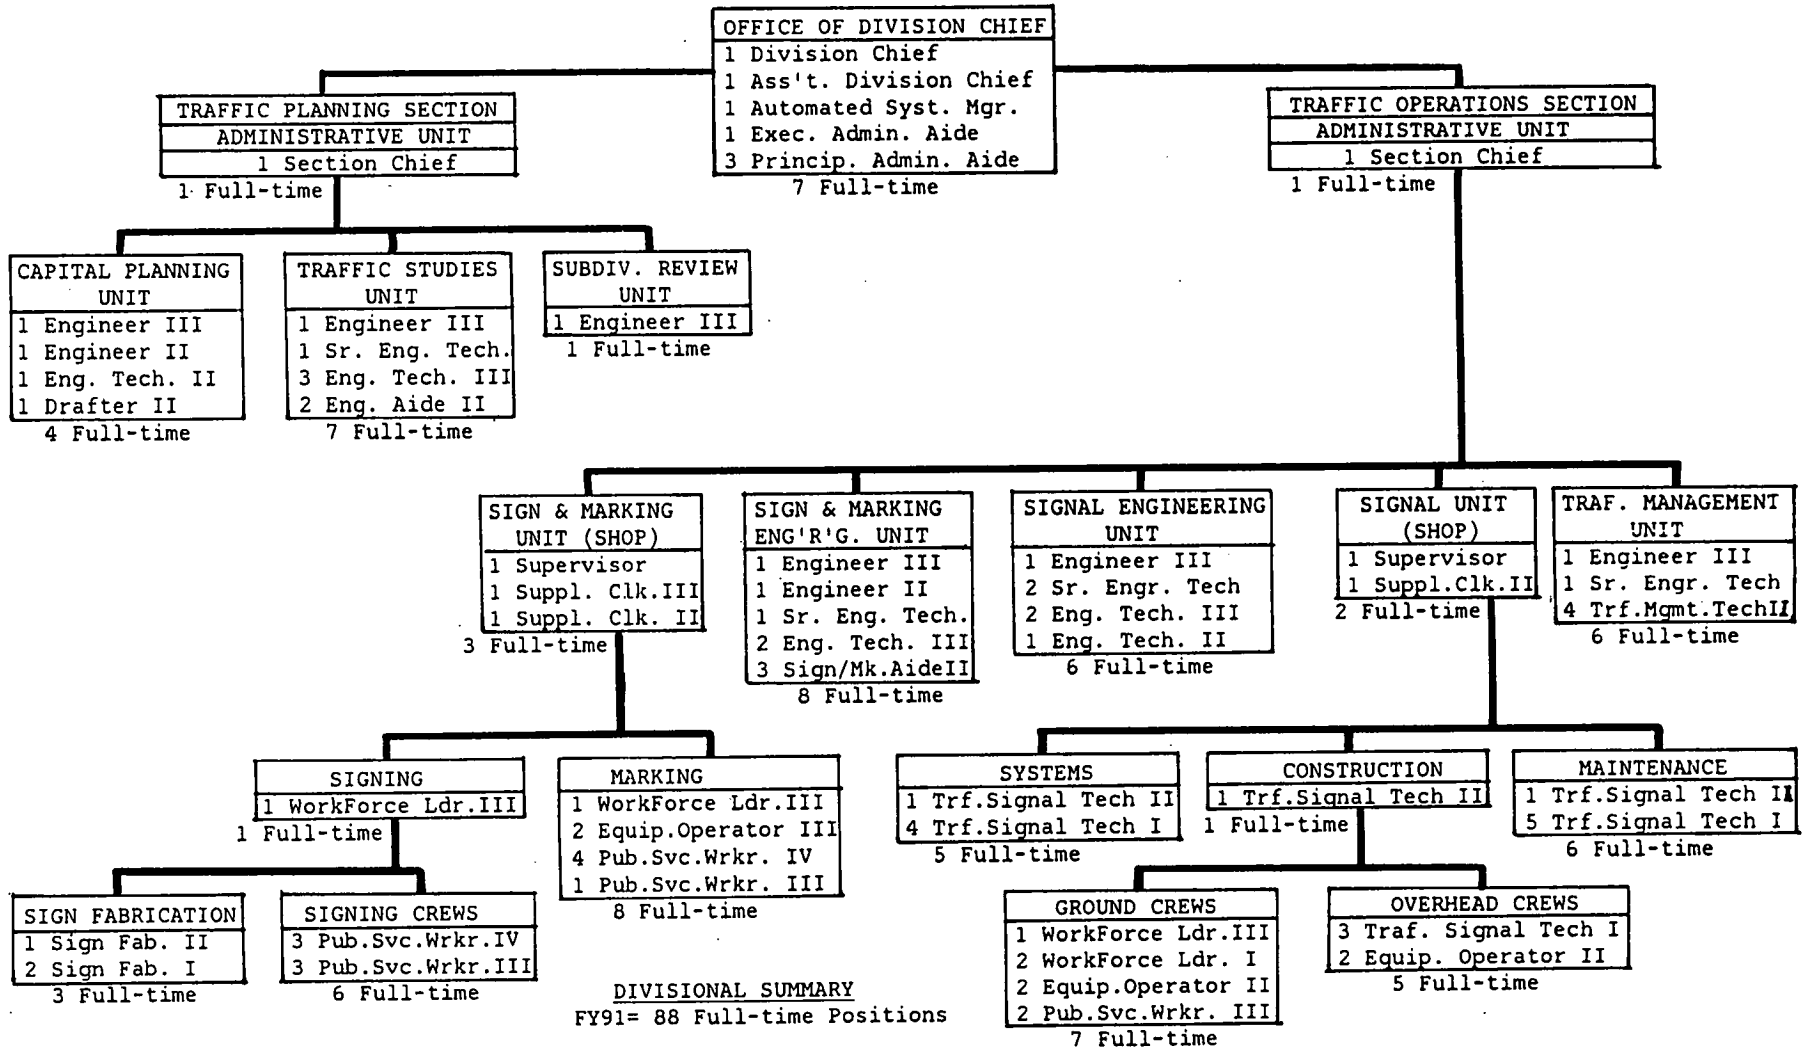 OFFICE OF DIVISION CHIEF
1 Division Chief
1 Ass't. Division Chief
1 Automated Syst. Mgr.
1 Exec. Admin. Aide
3 Princip. Admin. Aide
7 Full-time
TRAFFIC PLANNING SECTION
ADMINISTRATIVE UNIT
1 Section Chief
1 Full-time
TRAFFIC OPERATIONS SECTION
ADMINISTRATIVE UNIT
1 Section Chief
1 Full-time
CAPITAL PLANNING
UNIT
1 Engineer III
1 Engineer II
1 Eng. Tech. II
1 Drafter II
4 Full-time
TRAFFIC STUDIES
UNIT
1 Engineer III
1 Sr. Eng. Tech.
3 Eng. Tech. III
2 Eng. Aide II
7 Full-time
SUBDIV. REVIEW
UNIT
1 Engineer III
1 Full-time
SIGN & MARKING
UNIT (SHOP)
1 Supervisor
1 Suppl. Clk.III
1 Suppl. Clk. II
3 Full-time
SIGN & MARKING
ENG'R'G. UNIT
1 Engineer III
1 Engineer II
1 Sr. Eng. Tech.
2 Eng. Tech. III
3 Sign/Mk.AideII
8 Full-time
SIGNAL ENGINEERING
UNIT
1 Engineer III
2 Sr. Engr. Tech
2 Eng. Tech. III
1 Eng. Tech. II
6 Full-time
SIGNAL UNIT
(SHOP)
1 Supervisor
1 Suppl.Clk.II
2 Full-time
TRAF. MANAGEMENT
UNIT
1 Engineer III
1 Sr. Engr. Tech
4 Trf.Mgmt.TechII
6 Full-time
SIGNING
1 WorkForce Ldr.III
1 Full-time
MARKING
1 WorkForce Ldr.III
2 Equip.Operator III
4 Pub.Svc.Wrkr. IV
1 Pub.Svc.Wrkr. III
8 Full-time
SYSTEMS
1 Trf.Signal Tech II
4 Trf.Signal Tech I
5 Full-time
CONSTRUCTION
1 Trf.Signal Tech II
1 Full-time
MAINTENANCE
1 Trf.Signal Tech II
5 Trf.Signal Tech I
6 Full-time
SIGN FABRICATION
1 Sign Fab. II
2 Sign Fab. I
3 Full-time
SIGNING CREWS
3 Pub.Svc.Wrkr.IV
3 Pub.Svc.Wrkr.III
6 Full-time
GROUND CREWS
1 WorkForce Ldr.III
2 WorkForce Ldr. I
2 Equip.Operator II
2 Pub.Svc.Wrkr. III
7 Full-time
OVERHEAD CREWS
3 Traf. Signal Tech I
2 Equip. Operator II
5 Full-time
DIVISIONAL SUMMARY
FY91= 88 Full-time Positions